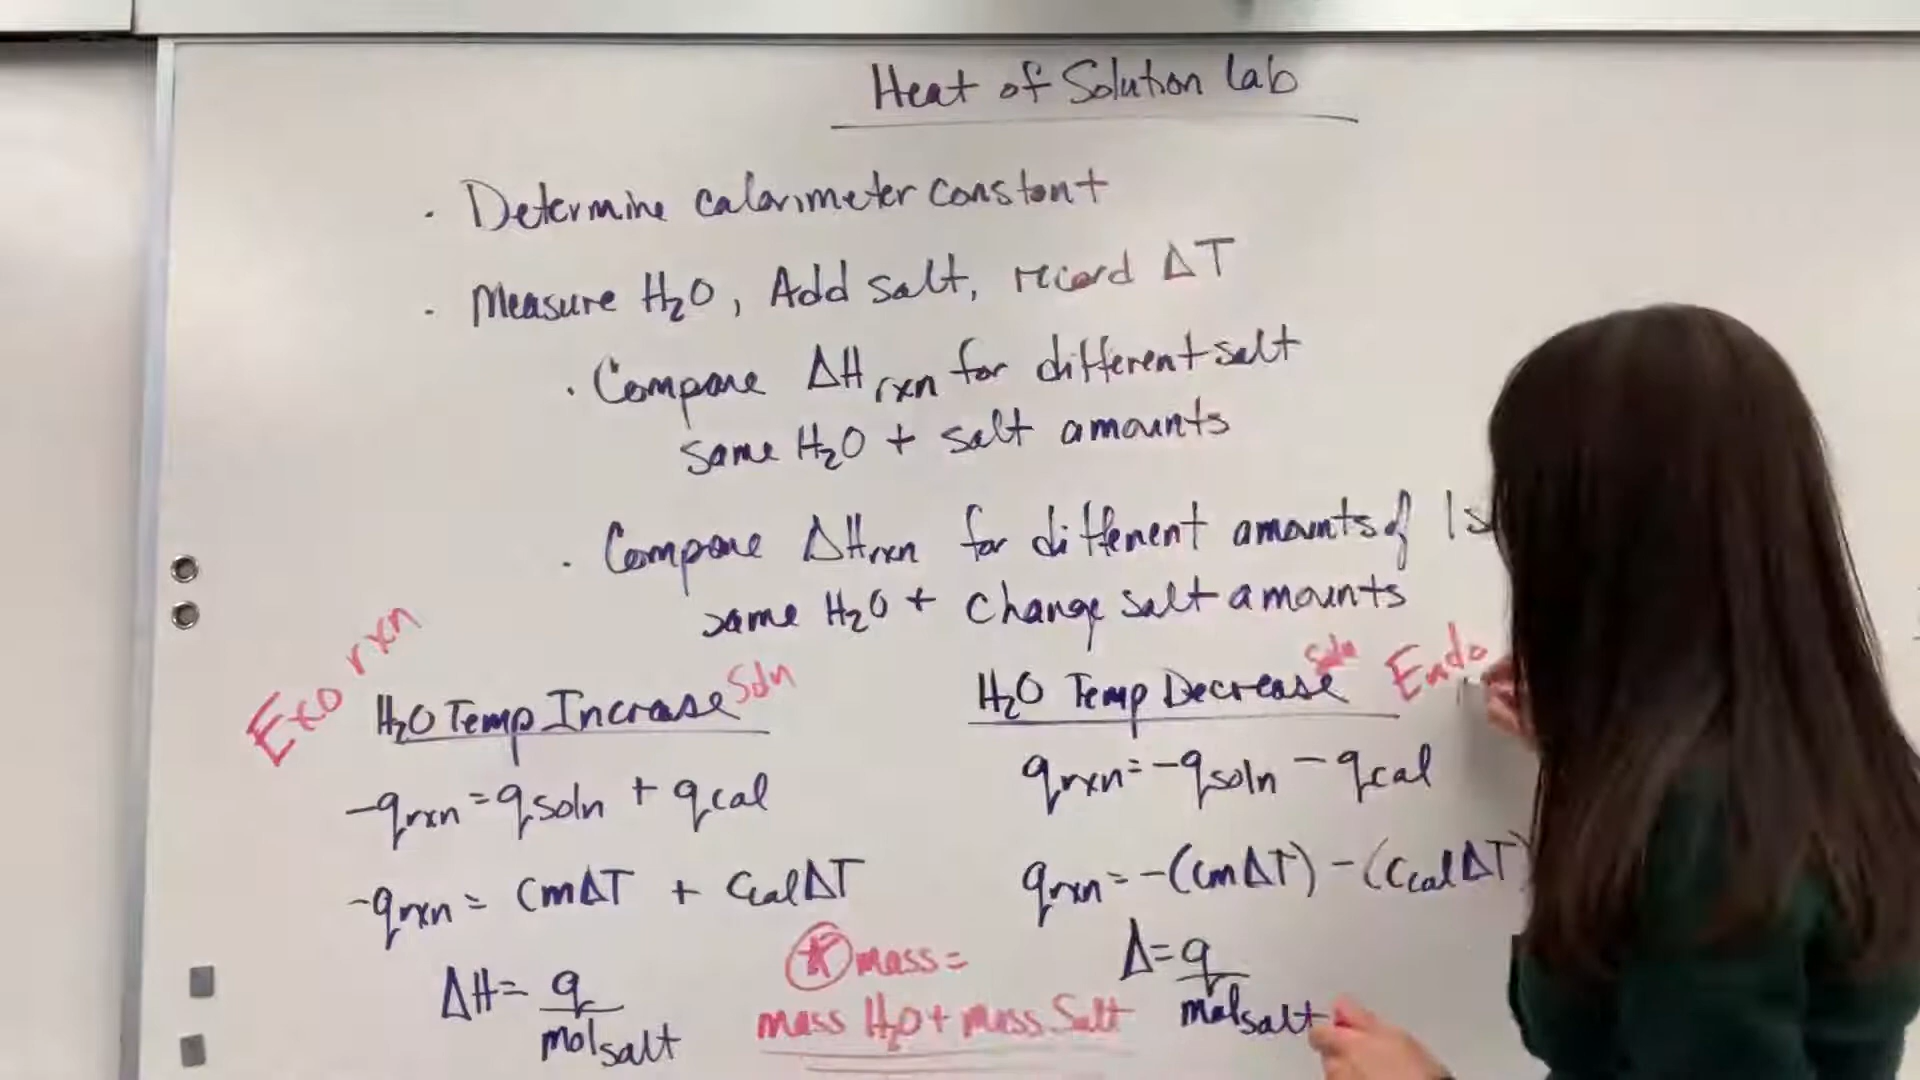 Heat of Solution lab
· Determine calorimeter constant
· Measure H₂O, Add salt, record ΔT
· Compare ΔH rxn for different salt
same H₂O + salt amounts
· Compare ΔHrxn for different amounts of 1 s
same H₂O + change salt amounts
Exo rxn
H₂O Temp Increase Soln
-qrxn = qsoln + qcal
-qrxn = CmΔT + CcalΔT
ΔH = q
molsalt
* mass =
mass H₂O + mass Salt
H₂O Temp Decrease Soln Endo
qrxn = -qsoln - qcal
qrxn = -(CmΔT) - (CcalΔT)
Δ = q
molsalt